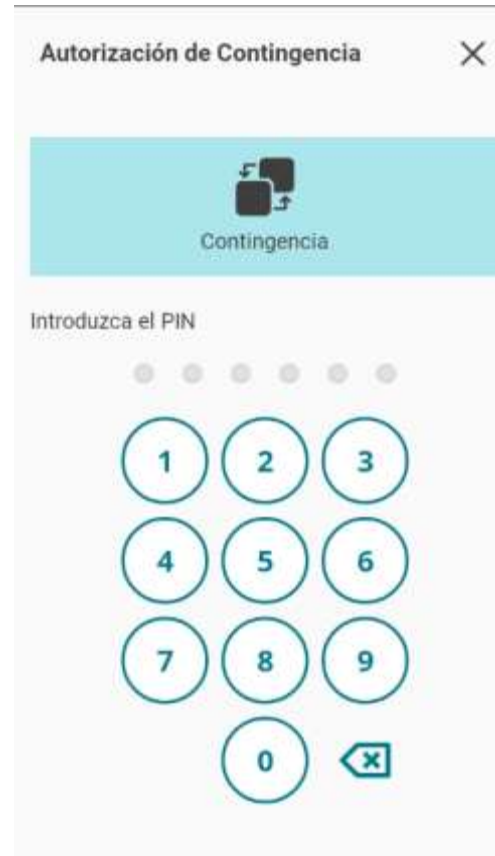 Autorización de Contingencia
Contingencia
Introduzca el PIN
1 2 3
4 5 6
7 8 9
0